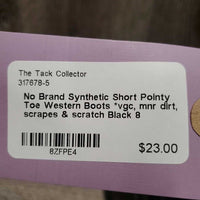 The Tack Collector
317678-5
No Brand Synthetic Short Pointy
Toe Western Boots *vgc, mnr dirt,
scrapes & scratch Black 8
8ZFPE4
$23.00